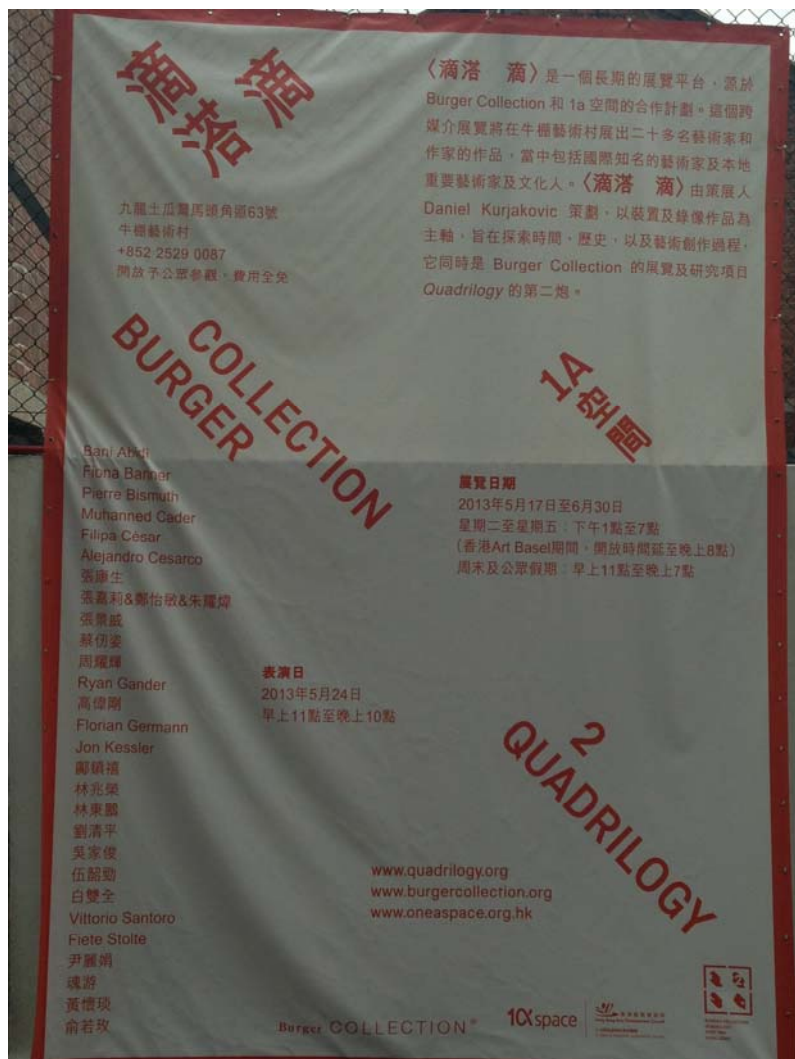 滴 滴
塔
〈滴塔　滴〉是一個長期的展覽平台，源於
Burger Collection 和 1a 空間的合作計劃。這個跨
媒介展覽將在牛棚藝術村展出二十多名藝術家和
作家的作品，當中包括國際知名的藝術家及本地
重要藝術家及文化人。〈滴塔　滴〉由策展人
Daniel Kurjakovic 策劃，以裝置及錄像作品為
主軸，旨在探索時間、歷史，以及藝術創作過程，
它同時是 Burger Collection 的展覽及研究項目
Quadrilogy 的第二炮。
九龍土瓜灣馬頭角道63號
牛棚藝術村
+852 2529 0087
開放予公眾參觀，費用全免
COLLECTION
BURGER
1A
空間
Bani Abidi
Fiona Banner
Pierre Bismuth
Muhanned Cader
Filipa César
Alejandro Cesarco
張康生
張嘉莉&鄭怡敏&朱耀煒
張景威
蔡仞姿
周耀輝
Ryan Gander
高偉剛
Florian Germann
Jon Kessler
鄺鎮禧
林兆榮
林東鵬
劉清平
吳家俊
伍韶勁
白雙全
Vittorio Santoro
Fiete Stolte
尹麗娟
魂游
黃懷琰
俞若玫
展覽日期
2013年5月17日至6月30日
星期二至星期五：下午1點至7點
(香港Art Basel期間，開放時間延至晚上8點)
周末及公眾假期：早上11點至晚上7點
表演日
2013年5月24日
早上11點至晚上10點
2
QUADRILOGY
www.quadrilogy.org
www.burgercollection.org
www.oneaspace.org.hk
Burger COLLECTION®
1αspace